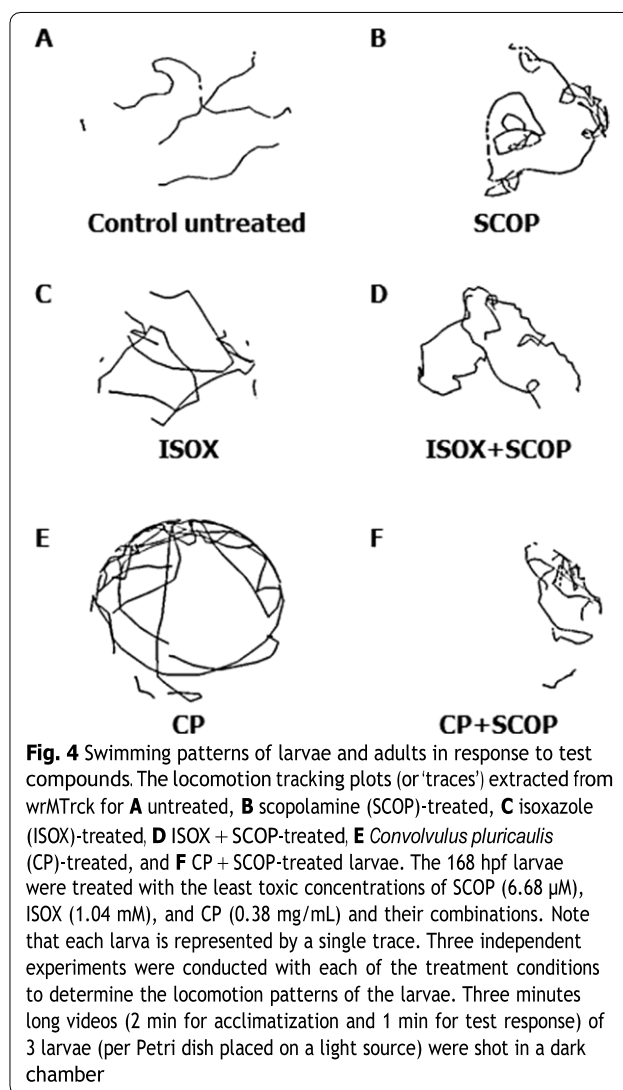 A
B
Control untreated
SCOP
C
D
ISOX
ISOX+SCOP
E
F
CP
CP+SCOP
Fig. 4 Swimming patterns of larvae and adults in response to test
compounds. The locomotion tracking plots (or ‘traces’) extracted from
wrMTrck for A untreated, B scopolamine (SCOP)-treated, C isoxazole
(ISOX)-treated, D ISOX + SCOP-treated, E Convolvulus pluricaulis
(CP)-treated, and F CP + SCOP-treated larvae. The 168 hpf larvae
were treated with the least toxic concentrations of SCOP (6.68 µM),
ISOX (1.04 mM), and CP (0.38 mg/mL) and their combinations. Note
that each larva is represented by a single trace. Three independent
experiments were conducted with each of the treatment conditions
to determine the locomotion patterns of the larvae. Three minutes
long videos (2 min for acclimatization and 1 min for test response) of
3 larvae (per Petri dish placed on a light source) were shot in a dark
chamber